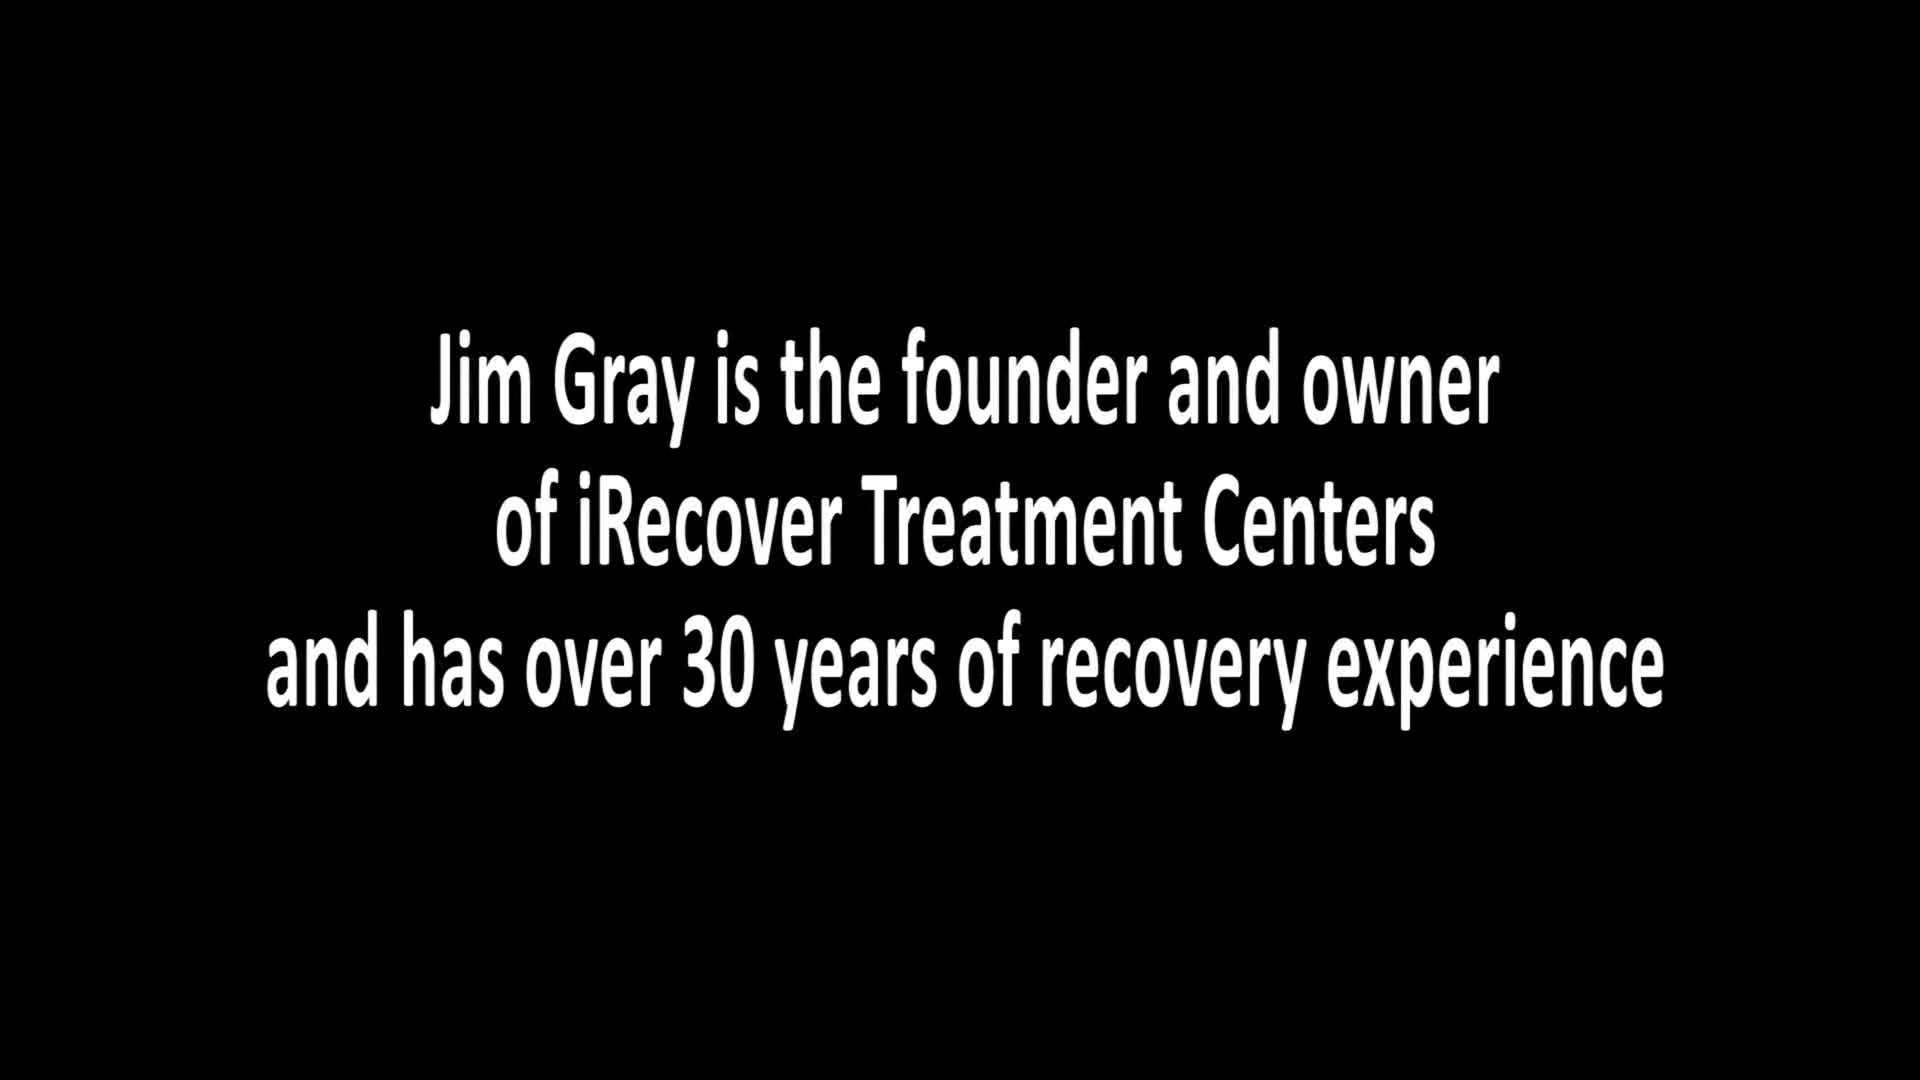 Jim Gray is the founder and owner
of iRecover Treatment Centers
and has over 30 years of recovery experience